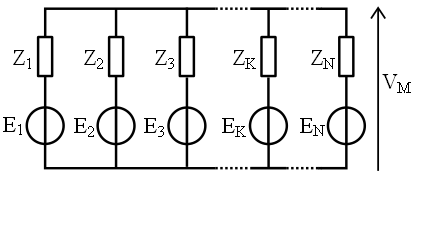 Z1 Z2 Z3 ZK ZN
VM
E1 E2 E3 EK EN